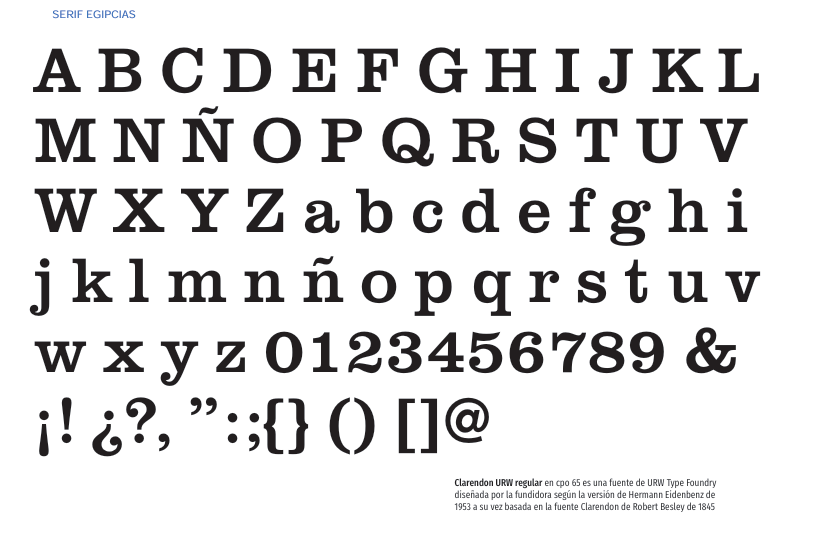 SERIF EGIPCIAS
A B C D E F G H I J K L
M N Ñ O P Q R S T U V
W X Y Z a b c d e f g h i
j k l m n ñ o p q r s t u v
w x y z 0123456789 &
¡! ¿?, ”:;{} () []@
Clarendon URW regular en cpo 65 es una fuente de URW Type Foundry
diseñada por la fundidora según la versión de Hermann Eidenbenz de
1953 a su vez basada en la fuente Clarendon de Robert Besley de 1845